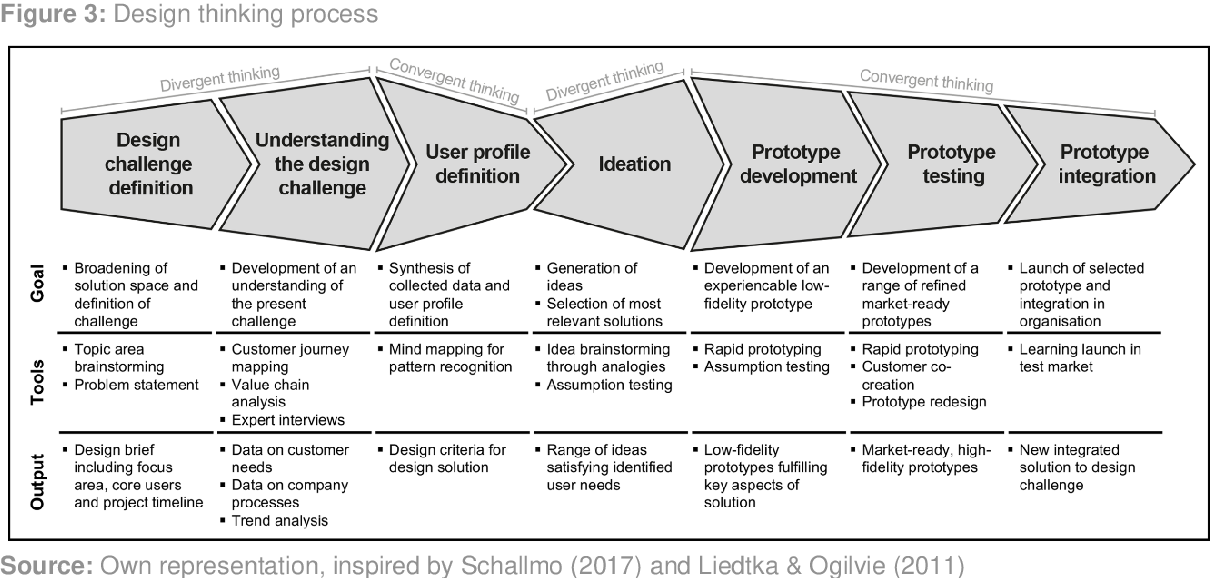 Figure 3: Design thinking process
Divergent thinking
Convergent thinking
Divergent thinking
Convergent thinking
Design
challenge
definition
Understanding
the design
challenge
User profile
definition
Ideation
Prototype
development
Prototype
testing
Prototype
integration
Goal
▪ Broadening of
solution space and
definition of
challenge
▪ Development of an
understanding of
the present
challenge
▪ Synthesis of
collected data and
user profile
definition
▪ Generation of
ideas
▪ Selection of most
relevant solutions
▪ Development of an
experiencable low-
fidelity prototype
▪ Development of a
range of refined
market-ready
prototypes
▪ Launch of selected
prototype and
integration in
organisation
Tools
▪ Topic area
brainstorming
▪ Problem statement
▪ Customer journey
mapping
▪ Value chain
analysis
▪ Expert interviews
▪ Mind mapping for
pattern recognition
▪ Idea brainstorming
through analogies
▪ Assumption testing
▪ Rapid prototyping
▪ Assumption testing
▪ Rapid prototyping
▪ Customer co-
creation
▪ Prototype redesign
▪ Learning launch in
test market
Output
▪ Design brief
including focus
area, core users
and project timeline
▪ Data on customer
needs
▪ Data on company
processes
▪ Trend analysis
▪ Design criteria for
design solution
▪ Range of ideas
satisfying identified
user needs
▪ Low-fidelity
prototypes fulfilling
key aspects of
solution
▪ Market-ready, high-
fidelity prototypes
▪ New integrated
solution to design
challenge
Source: Own representation, inspired by Schallmo (2017) and Liedtka & Ogilvie (2011)